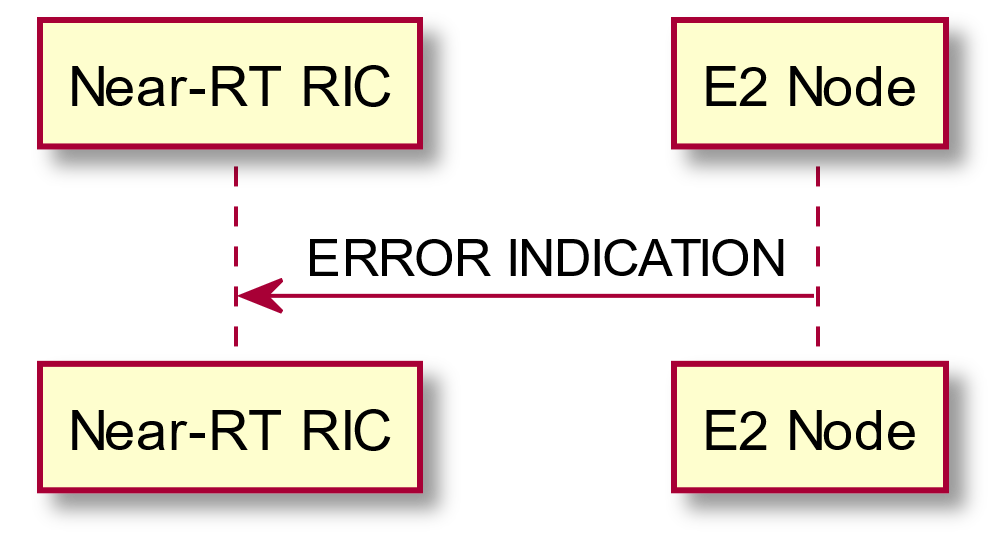 Near-RT RIC
E2 Node
ERROR INDICATION
Near-RT RIC
E2 Node